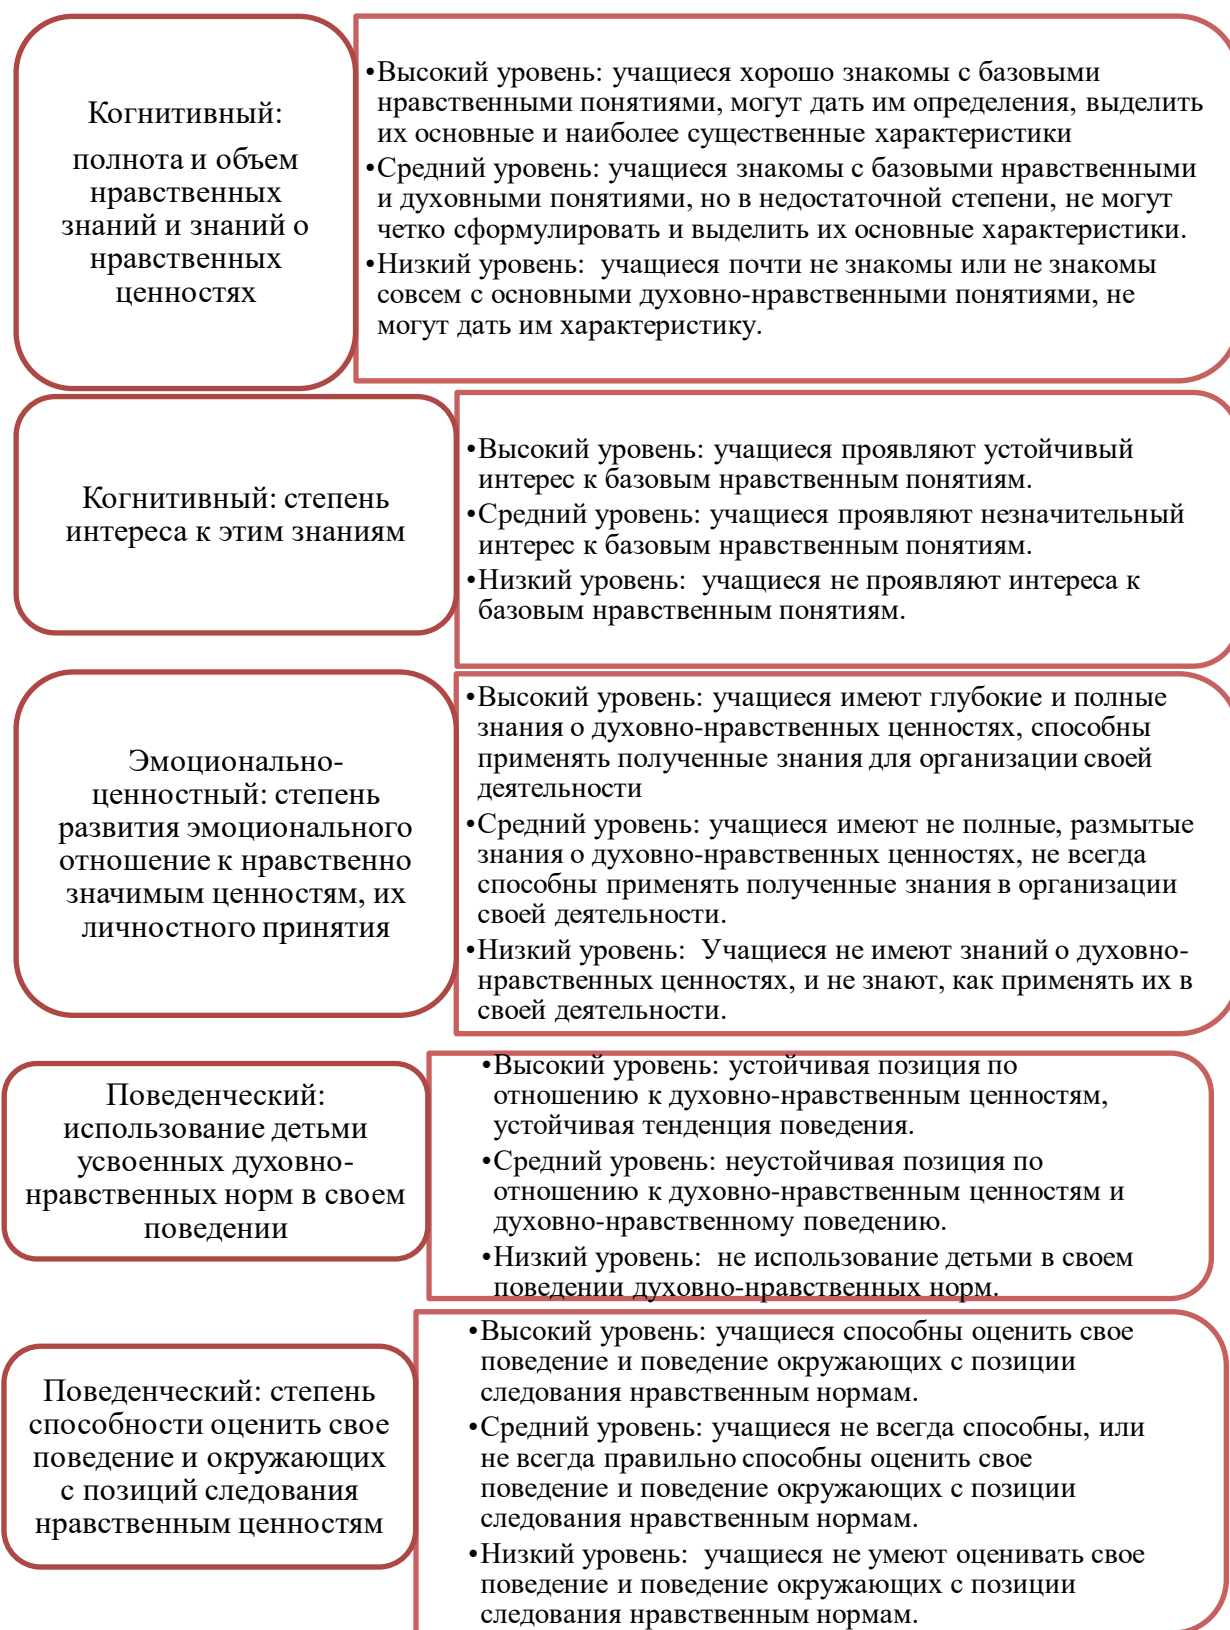 Когнитивный:
полнота и объем
нравственных
знаний и знаний о
нравственных
ценностях
•Высокий уровень: учащиеся хорошо знакомы с базовыми
нравственными понятиями, могут дать им определения, выделить
их основные и наиболее существенные характеристики
•Средний уровень: учащиеся знакомы с базовыми нравственными
и духовными понятиями, но в недостаточной степени, не могут
четко сформулировать и выделить их основные характеристики.
•Низкий уровень:  учащиеся почти не знакомы или не знакомы
совсем с основными духовно-нравственными понятиями, не
могут дать им характеристику.
Когнитивный: степень
интереса к этим знаниям
•Высокий уровень: учащиеся проявляют устойчивый
интерес к базовым нравственным понятиям.
•Средний уровень: учащиеся проявляют незначительный
интерес к базовым нравственным понятиям.
•Низкий уровень:  учащиеся не проявляют интереса к
базовым нравственным понятиям.
Эмоционально-
ценностный: степень
развития эмоционального
отношение к нравственно
значимым ценностям, их
личностного принятия
•Высокий уровень: учащиеся имеют глубокие и полные
знания о духовно-нравственных ценностях, способны
применять полученные знания для организации своей
деятельности
•Средний уровень: учащиеся имеют не полные, размытые
знания о духовно-нравственных ценностях, не всегда
способны применять полученные знания в организации
своей деятельности.
•Низкий уровень:  Учащиеся не имеют знаний о духовно-
нравственных ценностях, и не знают, как применять их в
своей деятельности.
Поведенческий:
использование детьми
усвоенных духовно-
нравственных норм в своем
поведении
•Высокий уровень: устойчивая позиция по
отношению к духовно-нравственным ценностям,
устойчивая тенденция поведения.
•Средний уровень: неустойчивая позиция по
отношению к духовно-нравственным ценностям и
духовно-нравственному поведению.
•Низкий уровень:  не использование детьми в своем
поведении духовно-нравственных норм.
Поведенческий: степень
способности оценить свое
поведение и окружающих
с позиций следования
нравственным ценностям
•Высокий уровень: учащиеся способны оценить свое
поведение и поведение окружающих с позиции
следования нравственным нормам.
•Средний уровень: учащиеся не всегда способны, или
не всегда правильно способны оценить свое
поведение и поведение окружающих с позиции
следования нравственным нормам.
•Низкий уровень:  учащиеся не умеют оценивать свое
поведение и поведение окружающих с позиции
следования нравственным нормам.